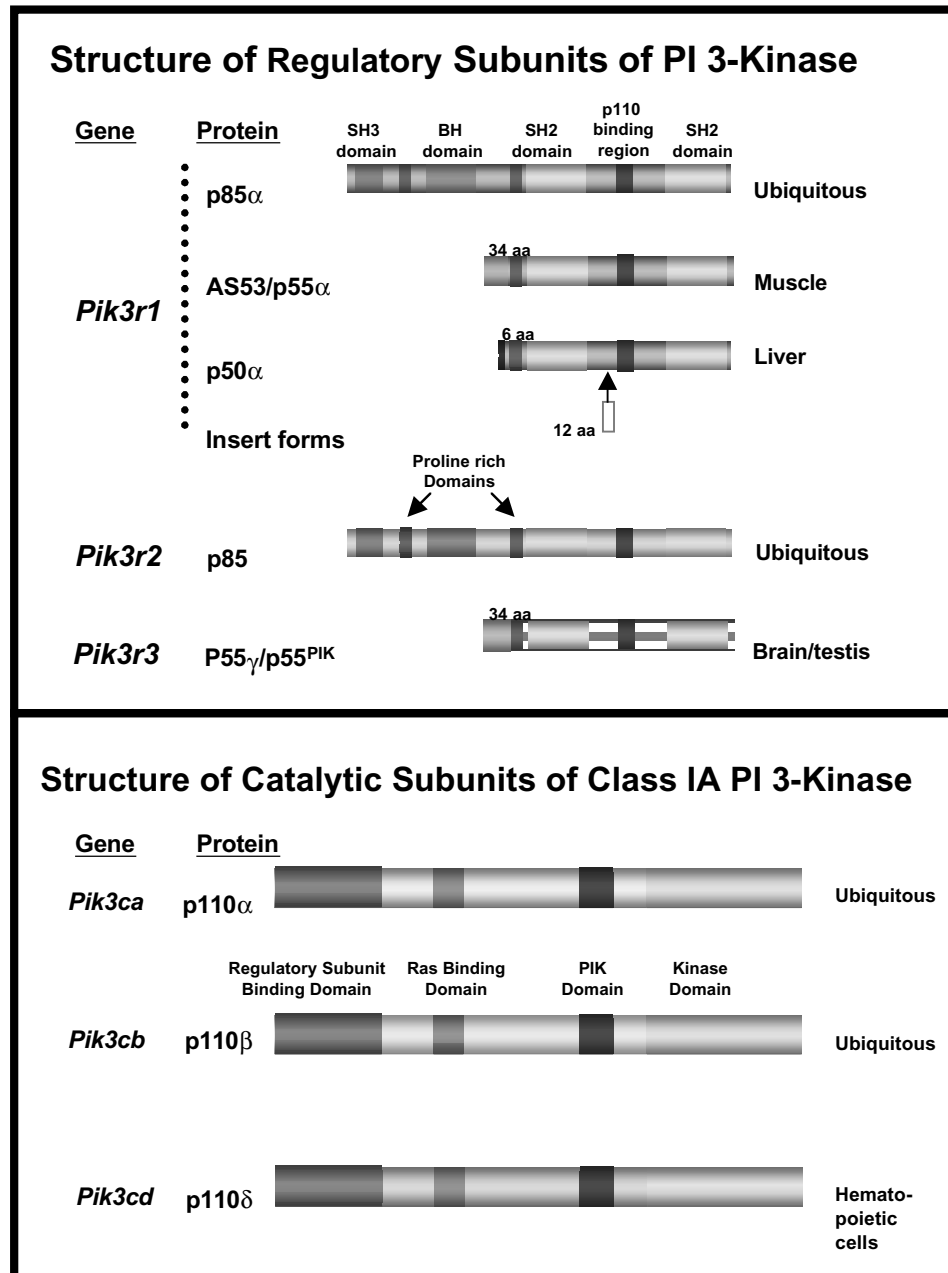 Structure of Regulatory Subunits of PI 3-Kinase
Gene
Protein
SH3 domain
BH domain
SH2 domain
p110 binding region
SH2 domain
p85α
Ubiquitous
34 aa
AS53/p55α
Muscle
Pik3r1
6 aa
p50α
Liver
12 aa
Insert forms
Proline rich
Domains
Pik3r2
p85
Ubiquitous
34 aa
Pik3r3
P55γ/p55PIK
Brain/testis
Structure of Catalytic Subunits of Class IA PI 3-Kinase
Gene
Protein
Pik3ca
p110α
Ubiquitous
Regulatory Subunit
Binding Domain
Ras Binding
Domain
PIK
Domain
Kinase
Domain
Pik3cb
p110β
Ubiquitous
Pik3cd
p110δ
Hemato-
poietic
cells